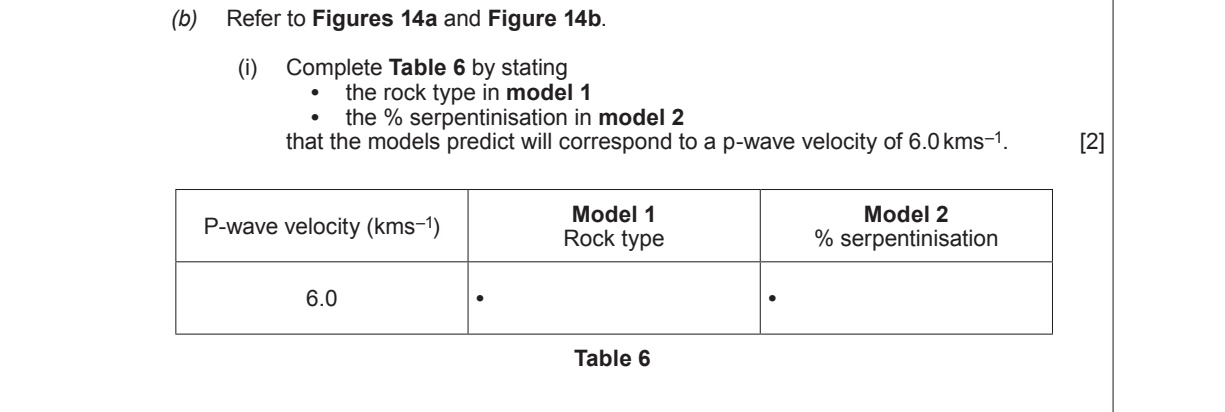 (b) Refer to Figures 14a and Figure 14b.
(i) Complete Table 6 by stating
• the rock type in model 1
• the % serpentinisation in model 2
that the models predict will correspond to a p-wave velocity of 6.0 kms⁻¹. [2]
P-wave velocity (kms⁻¹)
Model 1
Rock type
Model 2
% serpentinisation
6.0
•
•
Table 6